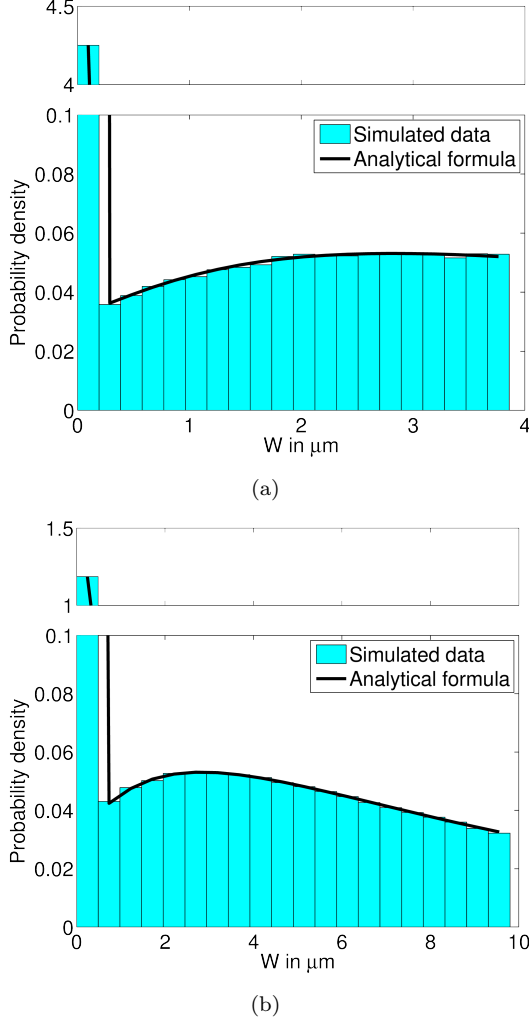 4.5
4
0.1
0.08
0.06
0.04
0.02
0
Probability density
Simulated data
Analytical formula
0 1 2 3 4
W in μm
(a)
1.5
1
0.1
0.08
0.06
0.04
0.02
0
Probability density
Simulated data
Analytical formula
0 2 4 6 8 10
W in μm
(b)